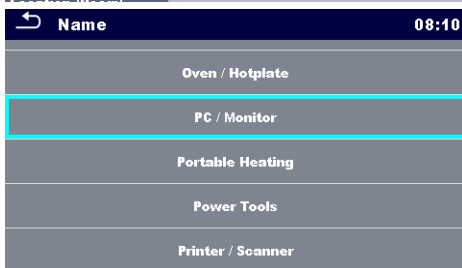 Name 08:10
Oven / Hotplate
PC / Monitor
Portable Heating
Power Tools
Printer / Scanner